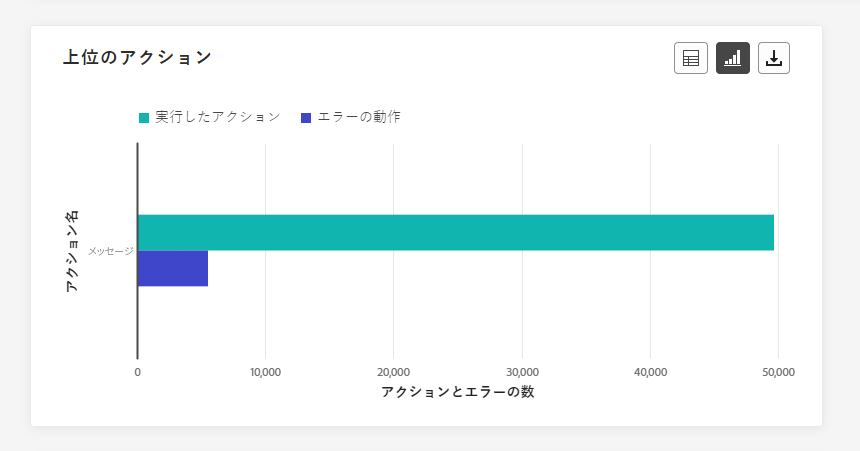 上位のアクション
実行したアクション エラーの動作
アクション名
メッセージ
0 10,000 20,000 30,000 40,000 50,000
アクションとエラーの数